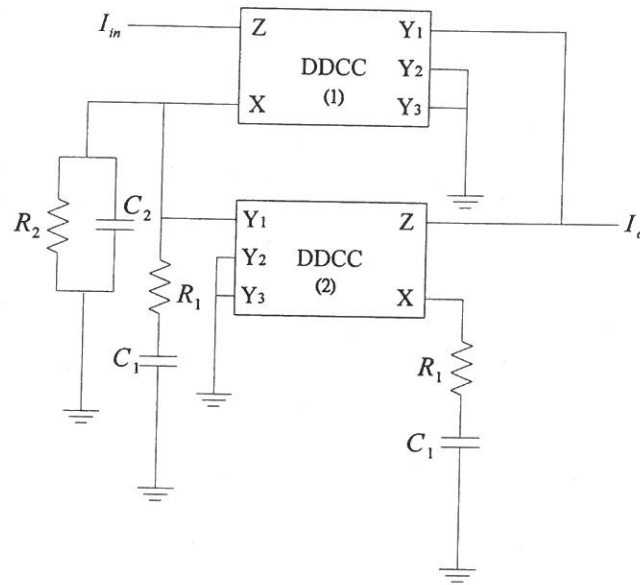 I_in
Z
Y1
DDCC
Y2
(1)
X
Y3
R2
C2
Y1
Z
Y2
DDCC
(2)
Y3
X
R1
C1
R1
C1